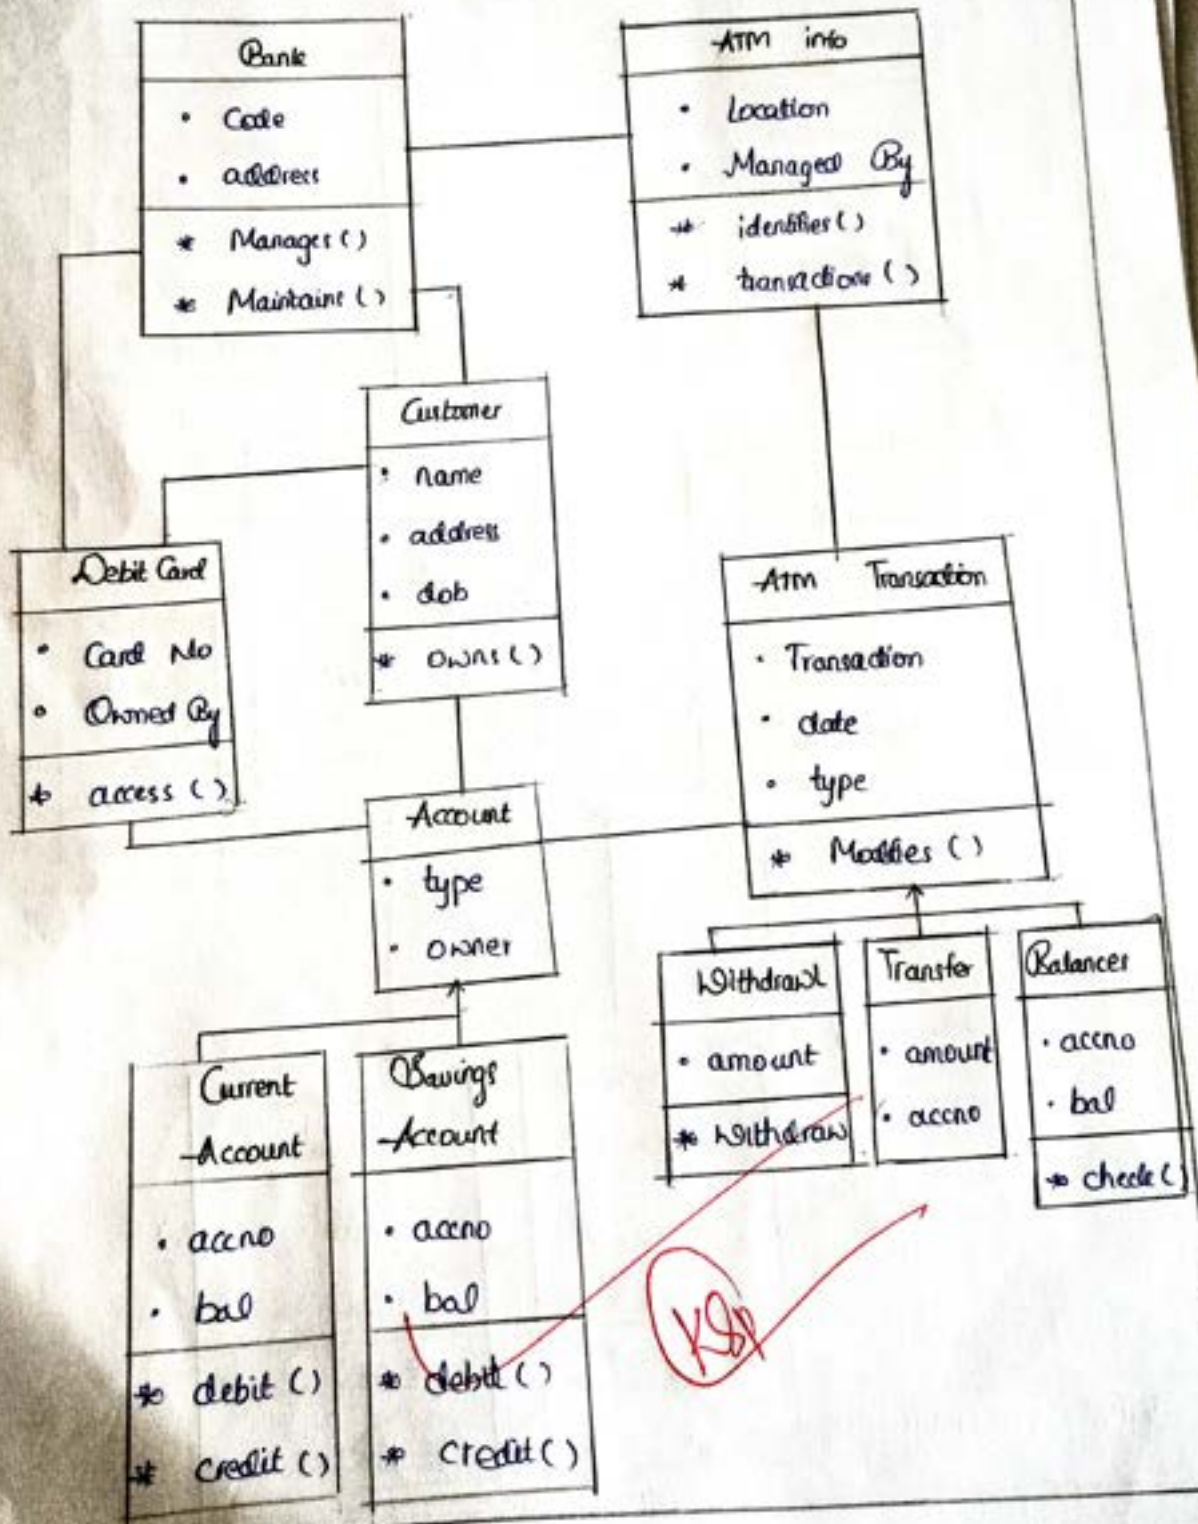 Bank
• Code
• address
* Manages ( )
* Maintains ( )
ATM info
• Location
• Managed By
* identifies ( )
* transactions ( )
Customer
• name
• address
• dob
* owns ( )
Debit Card
• Card No
• Owned By
* access ( )
ATM Transaction
• Transaction
• date
• type
* Modifies ( )
Account
• type
• owner
Withdrawl
• amount
* Withdraw
Transfer
• amount
• accno
Balances
• accno
• bal
* check ( )
Current
Account
• accno
• bal
* debit ( )
* credit ( )
Savings
Account
• accno
• bal
* debit ( )
* credit ( )